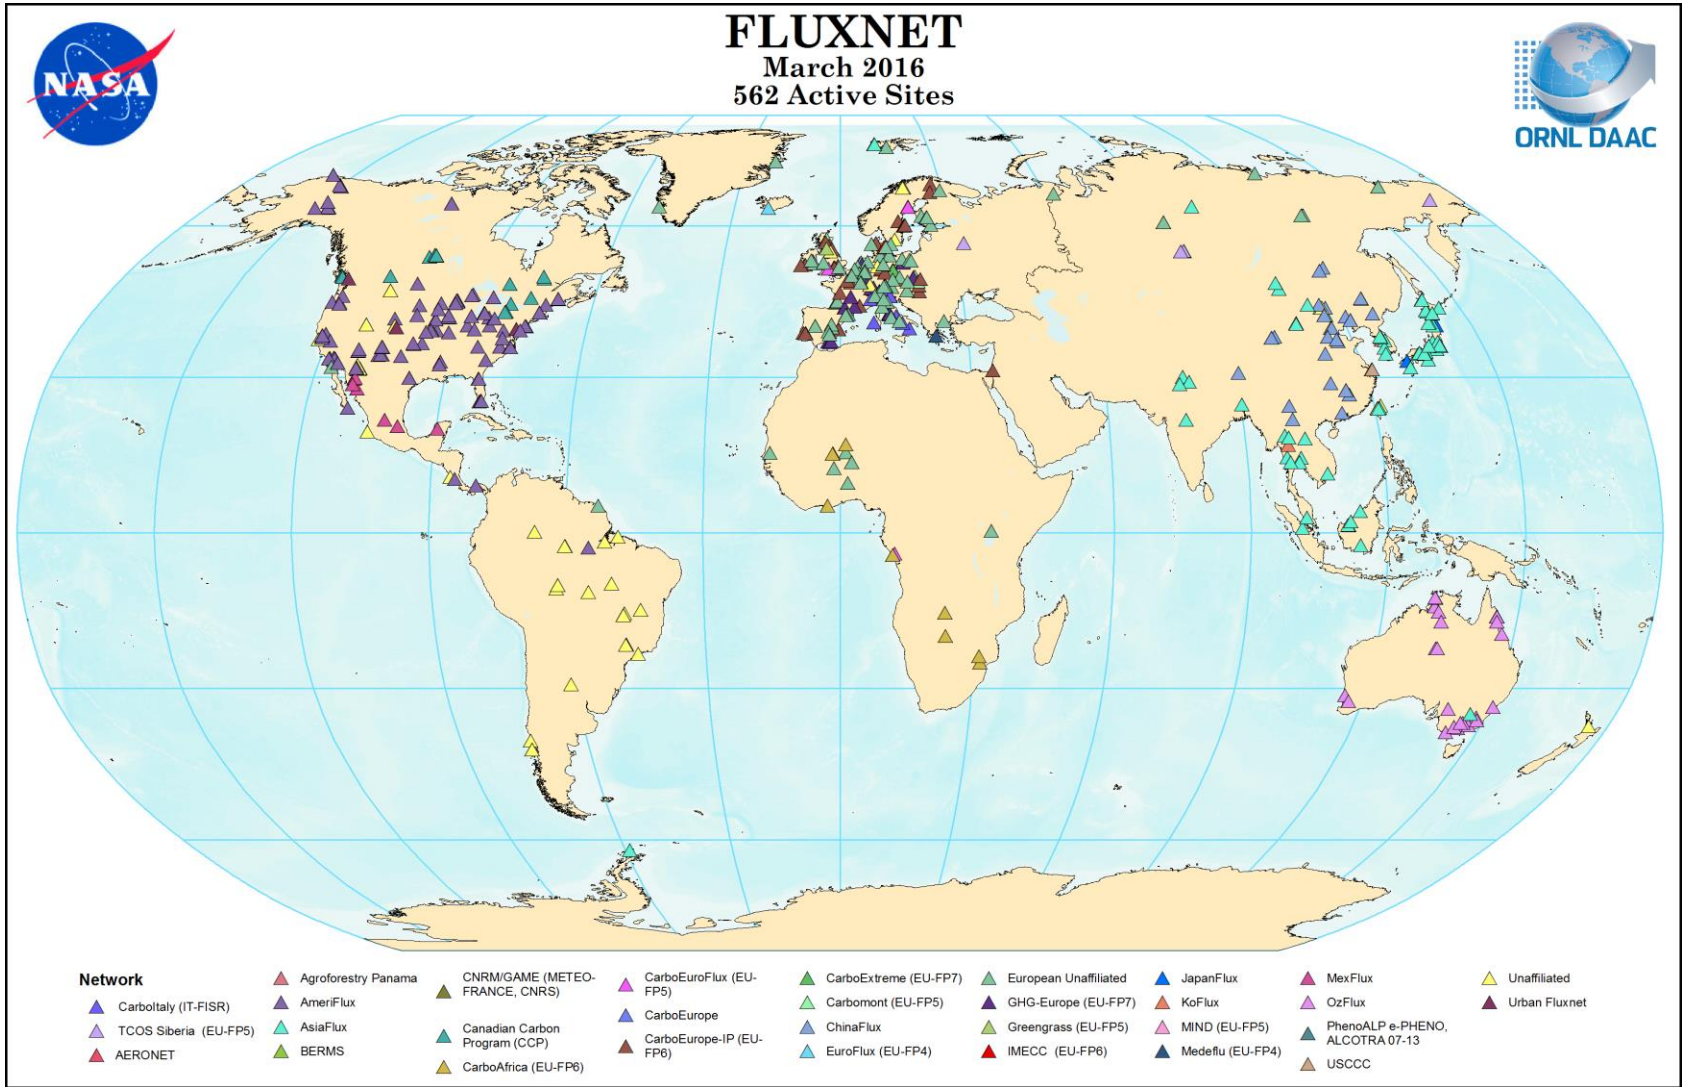 FLUXNET
March 2016
562 Active Sites
NASA
ORNL DAAC
Network
CarboItaly (IT-FISR)
TCOS Siberia (EU-FP5)
AERONET
Agroforestry Panama
AmeriFlux
AsiaFlux
BERMS
CNRM/GAME (METEO-
FRANCE, CNRS)
Canadian Carbon
Program (CCP)
CarboAfrica (EU-FP6)
CarboEuroFlux (EU-
FP5)
CarboEurope
CarboEurope-IP (EU-
FP6)
CarboExtreme (EU-FP7)
Carbomont (EU-FP5)
ChinaFlux
EuroFlux (EU-FP4)
European Unaffiliated
GHG-Europe (EU-FP7)
Greengrass (EU-FP5)
IMECC (EU-FP6)
JapanFlux
KoFlux
MIND (EU-FP5)
Medeflu (EU-FP4)
MexFlux
OzFlux
PhenoALP e-PHENO,
ALCOTRA 07-13
USCCC
Unaffiliated
Urban Fluxnet